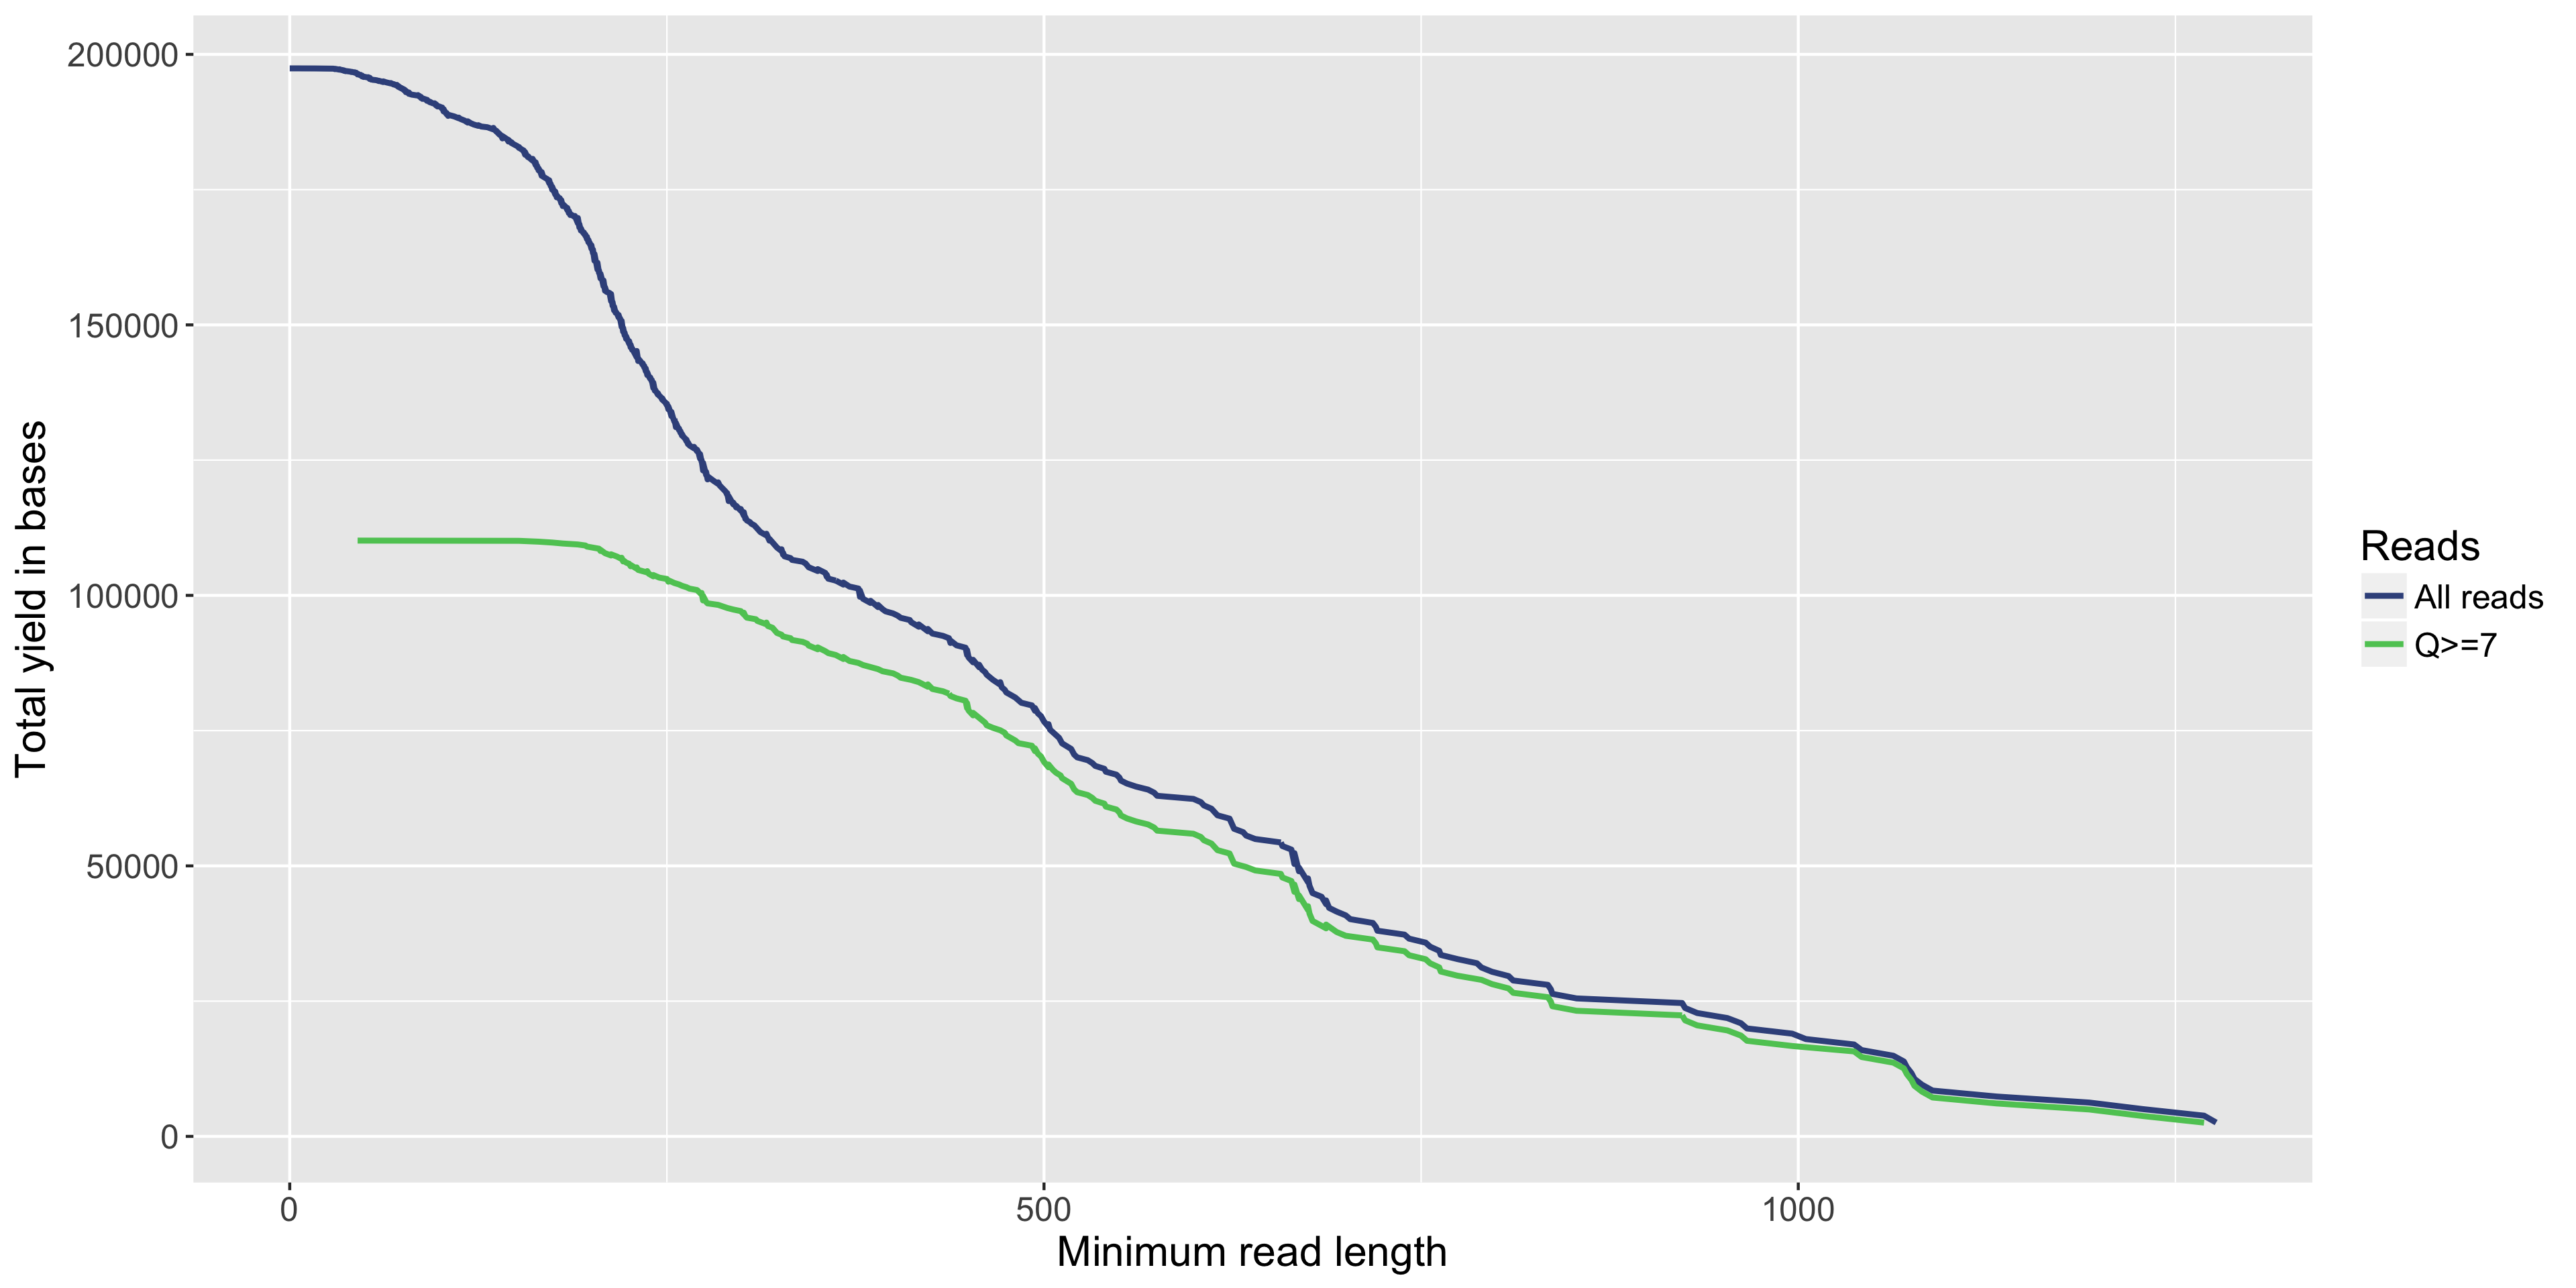 Total yield in bases
200000
150000
100000
50000
0
0 500 1000
Minimum read length
Reads
All reads
Q>=7